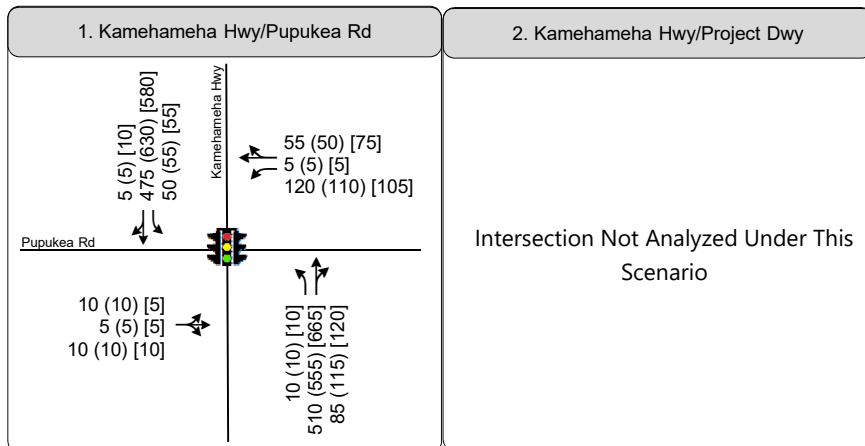 1. Kamehameha Hwy/Pupukea Rd
2. Kamehameha Hwy/Project Dwy
5 (5) [10]
475 (630) [580]
50 (55) [55]
Kamehameha Hwy
55 (50) [75]
5 (5) [5]
120 (110) [105]
Pupukea Rd
10 (10) [5]
5 (5) [5]
10 (10) [10]
10 (10) [10]
510 (555) [665]
85 (115) [120]
Intersection Not Analyzed Under This
Scenario